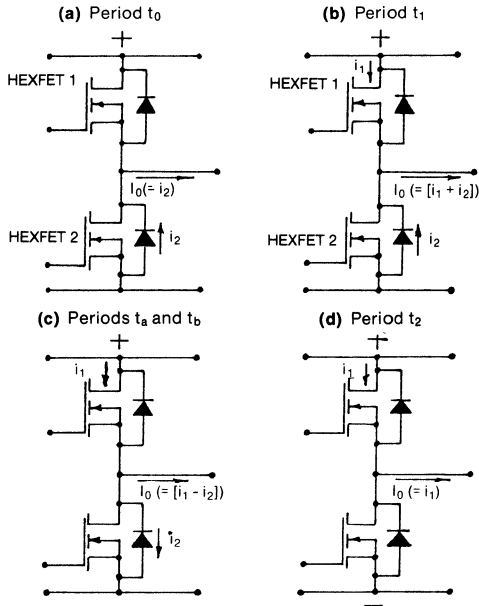 (a) Period t₀
+
HEXFET 1
I₀(= i₂)
HEXFET 2
i₂
(b) Period t₁
+
i₁
HEXFET 1
I₀ (= [i₁ + i₂])
HEXFET 2
i₂
(c) Periods tₐ and t_b
+
i₁
I₀ (= [i₁ - i₂])
i₂
(d) Period t₂
+
i₁
I₀ (= i₁)